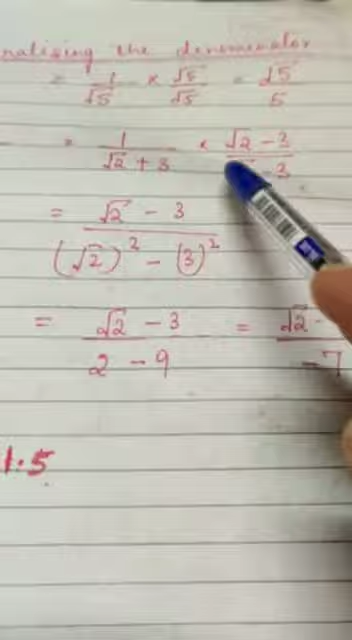 the denominator
= 1/√5 × √5/√5 = √5/5
= 1/(√2 + 3) × (√2 - 3)/( - 3)
= (√2 - 3)/((√2)² - (3)²)
= (√2 - 3)/(2 - 9) = (√2 -)/(-7)
1.5